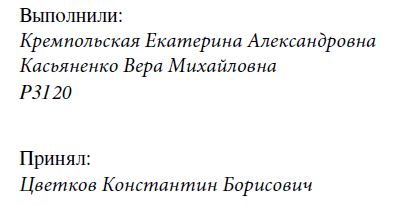 Выполнили:
Кремпольская Екатерина Александровна
Касьяненко Вера Михайловна
P3120
Принял:
Цветков Константин Борисович